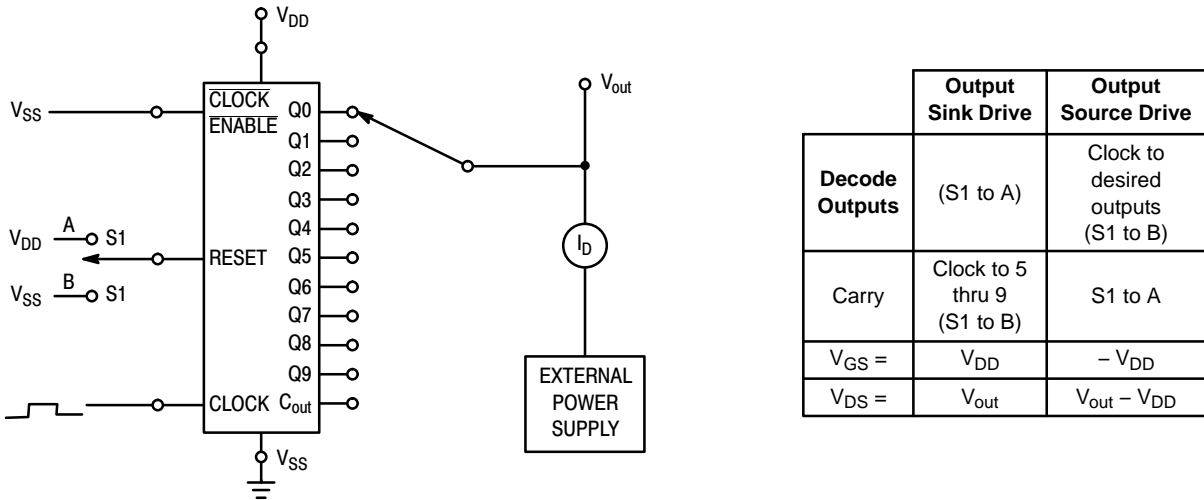 V_DD
V_SS
CLOCK
ENABLE
Q0
Q1
Q2
Q3
Q4
Q5
Q6
Q7
Q8
Q9
C_out
V_DD A S1
RESET
V_SS B S1
CLOCK
V_SS
V_out
I_D
EXTERNAL
POWER
SUPPLY
Output Sink Drive Output Source Drive
Decode Outputs (S1 to A) Clock to desired outputs (S1 to B)
Carry Clock to 5 thru 9 (S1 to B) S1 to A
V_GS = V_DD – V_DD
V_DS = V_out V_out – V_DD